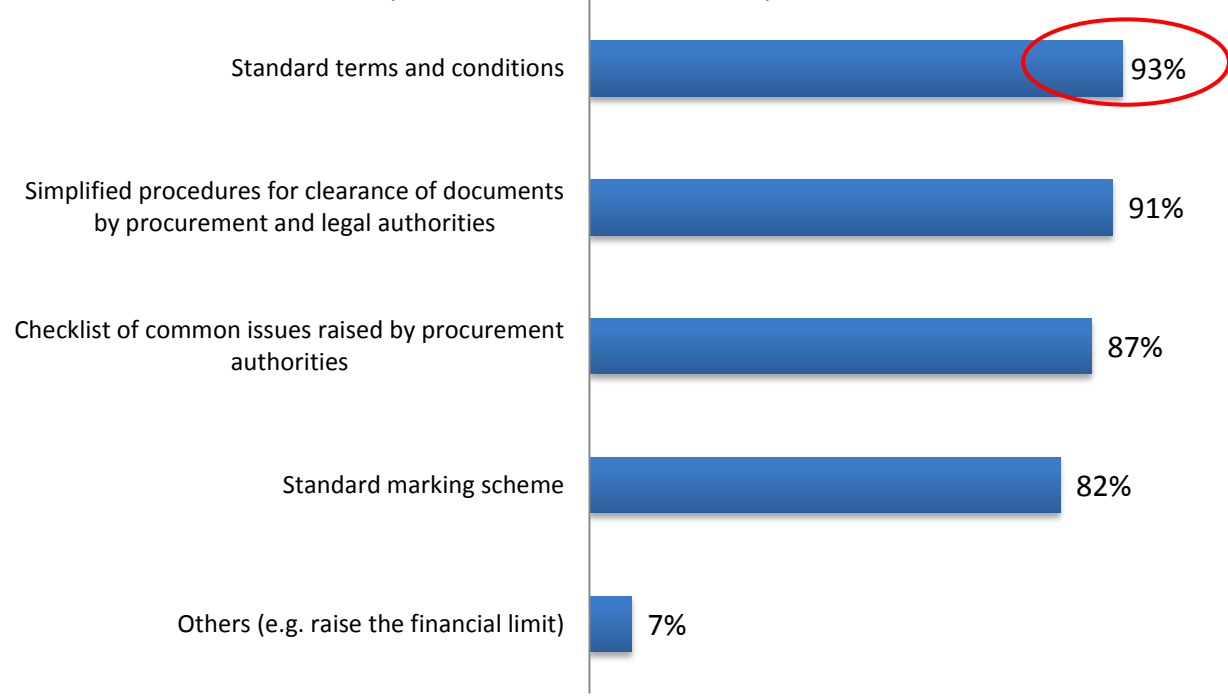 Standard terms and conditions
93%
Simplified procedures for clearance of documents
by procurement and legal authorities
91%
Checklist of common issues raised by procurement
authorities
87%
Standard marking scheme
82%
Others (e.g. raise the financial limit)
7%